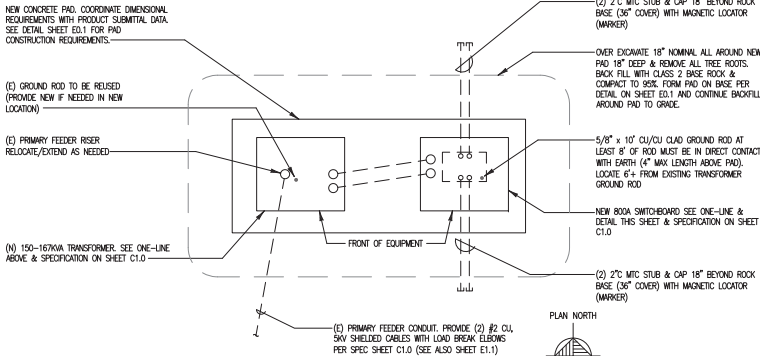 NEW CONCRETE PAD. COORDINATE DIMENSIONAL
REQUIREMENTS WITH PRODUCT SUBMITTAL DATA.
SEE DETAIL SHEET E0.1 FOR PAD
CONSTRUCTION REQUIREMENTS.
(E) GROUND ROD TO BE REUSED
(PROVIDE NEW IF NEEDED IN NEW
LOCATION)
(E) PRIMARY FEEDER RISER
RELOCATE/EXTEND AS NEEDED
(N) 150-167KVA TRANSFORMER. SEE ONE-LINE
ABOVE & SPECIFICATION ON SHEET C1.0
FRONT OF EQUIPMENT
(E) PRIMARY FEEDER CONDUIT. PROVIDE (2) #2 CU,
5KV SHIELDED CABLES WITH LOAD BREAK ELBOWS
PER SPEC SHEET C1.0 (SEE ALSO SHEET E1.1)
(2) 2"C MTC STUB & CAP 18" BEYOND ROCK
BASE (36" COVER) WITH MAGNETIC LOCATOR
(MARKER)
OVER EXCAVATE 18" NOMINAL ALL AROUND NEW
PAD 18" DEEP & REMOVE ALL TREE ROOTS.
BACK FILL WITH CLASS 2 BASE ROCK &
COMPACT TO 95%. FORM PAD ON BASE PER
DETAIL ON SHEET E0.1 AND CONTINUE BACKFILL
AROUND PAD TO GRADE.
5/8" x 10' CU/CU CLAD GROUND ROD AT
LEAST 8' OF ROD MUST BE IN DIRECT CONTACT
WITH EARTH (4" MAX LENGTH ABOVE PAD).
LOCATE 6'+ FROM EXISTING TRANSFORMER
GROUND ROD
NEW 800A SWITCHBOARD SEE ONE-LINE &
DETAIL THIS SHEET & SPECIFICATION ON SHEET
C1.0
(2) 2"C MTC STUB & CAP 18" BEYOND ROCK
BASE (36" COVER) WITH MAGNETIC LOCATOR
(MARKER)
PLAN NORTH